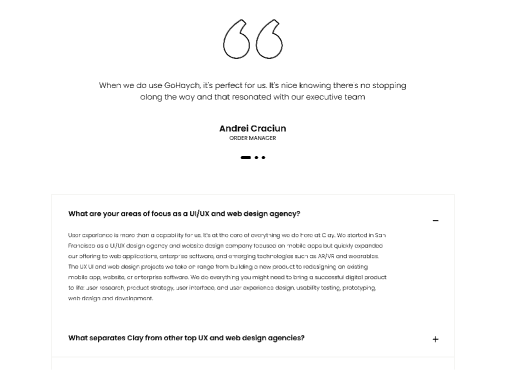 When we do use GoHaych, it's perfect for us. It's nice knowing there's no stopping
along the way and that resonated with our executive team
Andrei Craciun
ORDER MANAGER
What are your areas of focus as a UI/UX and web design agency?
User experience is more than a capability for us. It's at the core of everything we do here at Clay. We started in San
Francisco as a UI/UX design agency and website design company focused on mobile apps but quickly expanded
our offering to web applications, enterprise software, and emerging technologies such as AR/VR and wearables.
The UX UI and web design projects we take on range from building a new product to redesigning an existing
mobile app, website, or enterprise software. We do everything you might need to bring a successful digital product
to life: user research, product strategy, user interface, and user experience design, usability testing, prototyping,
web design and development.
What separates Clay from other top UX and web design agencies?